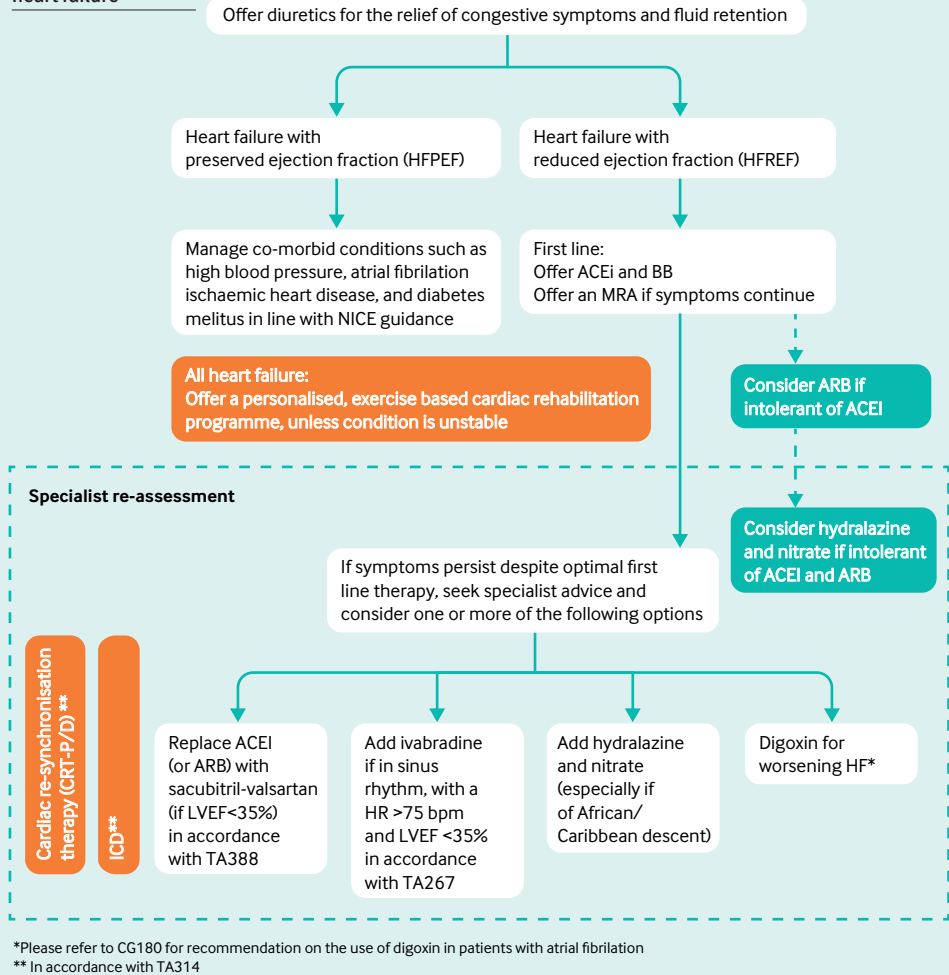 heart failure
Offer diuretics for the relief of congestive symptoms and fluid retention
Heart failure with
preserved ejection fraction (HFPEF)
Heart failure with
reduced ejection fraction (HFREF)
Manage co-morbid conditions such as
high blood pressure, atrial fibrilation
ischaemic heart disease, and diabetes
melitus in line with NICE guidance
First line:
Offer ACEi and BB
Offer an MRA if symptoms continue
All heart failure:
Offer a personalised, exercise based cardiac rehabilitation
programme, unless condition is unstable
Consider ARB if
intolerant of ACEI
Specialist re-assessment
Consider hydralazine
and nitrate if intolerant
of ACEI and ARB
If symptoms persist despite optimal first
line therapy, seek specialist advice and
consider one or more of the following options
Cardiac re-synchronisation
therapy (CRT-P/D) **
ICD**
Replace ACEI
(or ARB) with
sacubitril-valsartan
(if LVEF<35%)
in accordance
with TA388
Add ivabradine
if in sinus
rhythm, with a
HR >75 bpm
and LVEF <35%
in accordance
with TA267
Add hydralazine
and nitrate
(especially if
of African/
Caribbean descent)
Digoxin for
worsening HF*
*Please refer to CG180 for recommendation on the use of digoxin in patients with atrial fibrilation
** In accordance with TA314